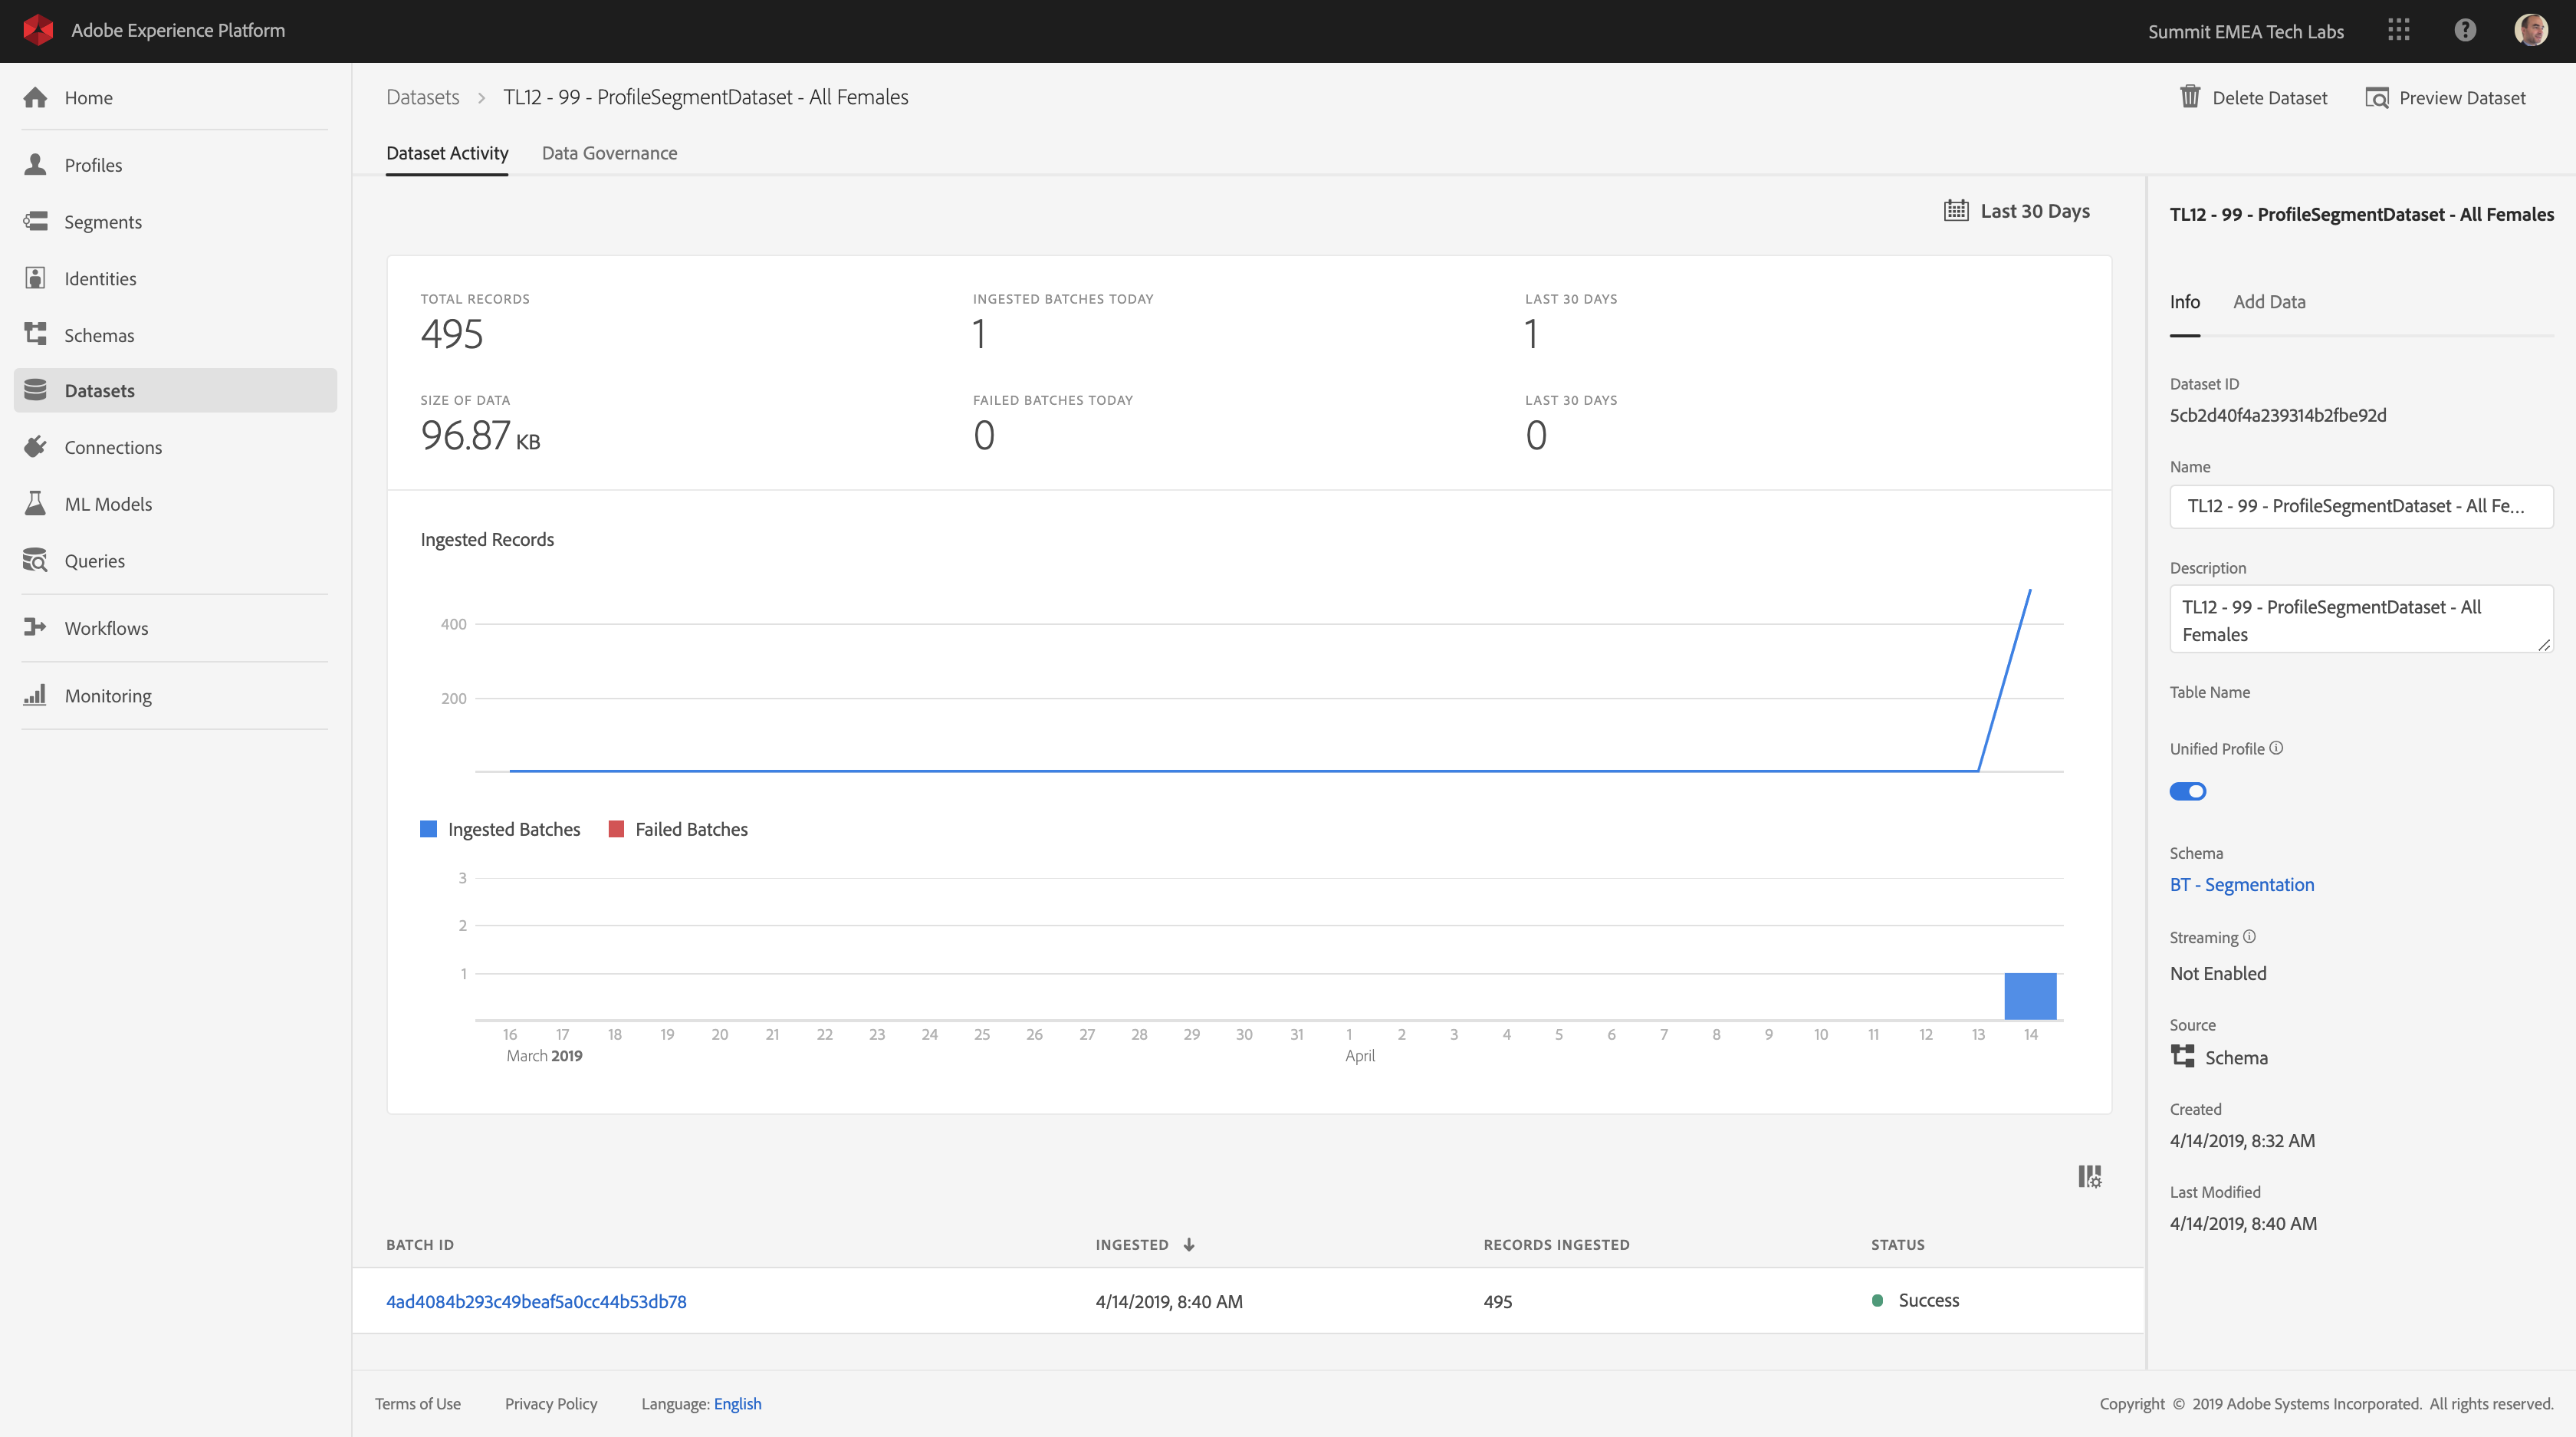 Adobe Experience Platform
Summit EMEA Tech Labs
Home
Profiles
Segments
Identities
Schemas
Datasets
Connections
ML Models
Queries
Workflows
Monitoring
Datasets > TL12 - 99 - ProfileSegmentDataset - All Females
Delete Dataset
Preview Dataset
Dataset Activity
Data Governance
Last 30 Days
TOTAL RECORDS
495
INGESTED BATCHES TODAY
1
LAST 30 DAYS
1
SIZE OF DATA
96.87 KB
FAILED BATCHES TODAY
0
LAST 30 DAYS
0
Ingested Records
400
200
Ingested Batches
Failed Batches
3
2
1
16 17 18 19 20 21 22 23 24 25 26 27 28 29 30 31 1 2 3 4 5 6 7 8 9 10 11 12 13 14
March 2019 April
BATCH ID INGESTED RECORDS INGESTED STATUS
4ad4084b293c49beaf5a0cc44b53db78 4/14/2019, 8:40 AM 495 Success
TL12 - 99 - ProfileSegmentDataset - All Females
Info
Add Data
Dataset ID
5cb2d40f4a239314b2fbe92d
Name
TL12 - 99 - ProfileSegmentDataset - All Fe...
Description
TL12 - 99 - ProfileSegmentDataset - All
Females
Table Name
Unified Profile
Schema
BT - Segmentation
Streaming
Not Enabled
Source
Schema
Created
4/14/2019, 8:32 AM
Last Modified
4/14/2019, 8:40 AM
Terms of Use
Privacy Policy
Language: English
Copyright © 2019 Adobe Systems Incorporated. All rights reserved.